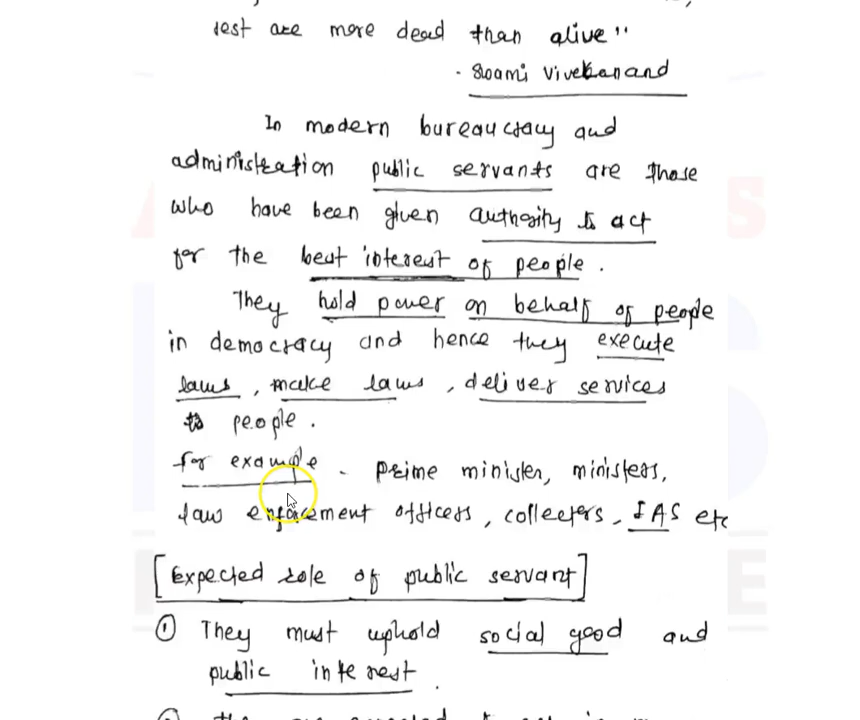 rest are more dead than alive"
- Swami Vivekanand
In modern bureaucracy and
administration public servants are those
who have been given authority to act
for the best interest of people.
They hold power on behalf of people
in democracy and hence they execute
laws, make laws, deliver services
to people.
for example - Prime minister, ministers,
law enforcement officers, collecters, IAS etc
[Expected role of public servant]
① They must uphold social good and
public interest.